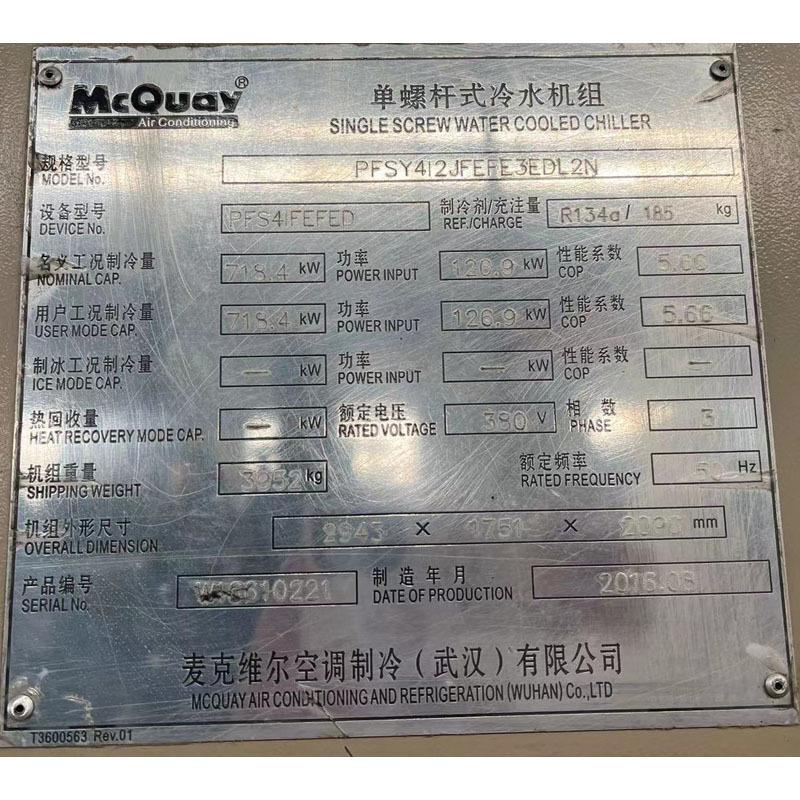 McQuay®
Air Conditioning
单螺杆式冷水机组
SINGLE SCREW WATER COOLED CHILLER
规格型号 PFSY412JFEFE3EDL2N
MODEL No.
设备型号 PFS41FEFED 制冷剂/充注量 R134a/ 185 kg
DEVICE No. REF./CHARGE
名义工况制冷量 718.4 kW 功率 126.9 kW 性能系数 5.66
NOMINAL CAP. POWER INPUT COP
用户工况制冷量 718.4 kW 功率 126.9 kW 性能系数 5.66
USER MODE CAP. POWER INPUT COP
制冰工况制冷量 — kW 功率 — kW 性能系数 —
ICE MODE CAP. POWER INPUT COP
热回收量 — kW 额定电压 380 V 相 数 3
HEAT RECOVERY MODE CAP. RATED VOLTAGE PHASE
机组重量 3952 kg 额定频率 50 Hz
SHIPPING WEIGHT RATED FREQUENCY
机组外形尺寸 2943 × 1751 × mm
OVERALL DIMENSION
产品编号 制造年月 2016.08
SERIAL No. DATE OF PRODUCTION
麦克维尔空调制冷（武汉）有限公司
MCQUAY AIR CONDITIONING AND REFRIGERATION (WUHAN) Co.,LTD
T3600563 Rev.01